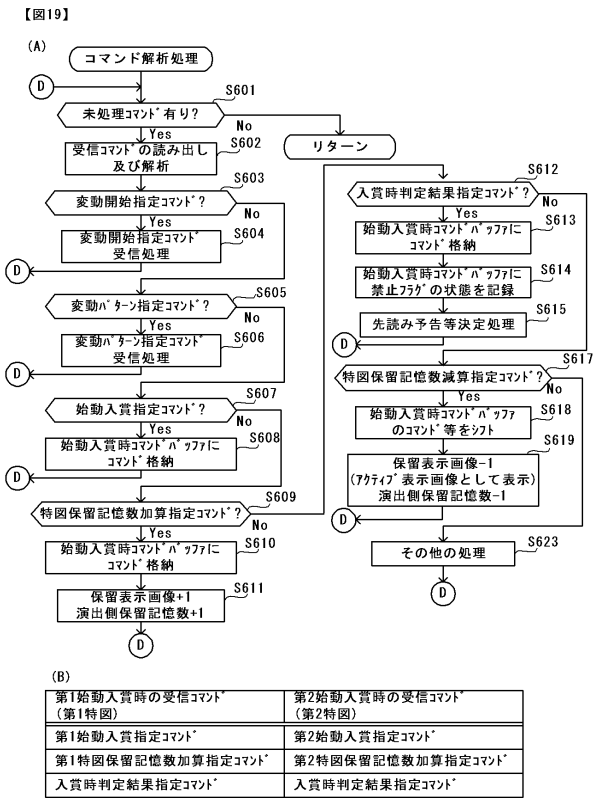 【図19】
(A)
コマンド解析処理
D
S601
未処理コマンド有り?
Yes
No
リターン
S602
受信コマンドの読み出し
及び解析
S603
変動開始指定コマンド?
Yes
No
S604
変動開始指定コマンド
受信処理
D
S605
変動パターン指定コマンド?
Yes
No
S606
変動パターン指定コマンド
受信処理
D
S607
始動入賞指定コマンド?
Yes
No
S608
始動入賞時コマンドバッファに
コマンド格納
D
S609
特図保留記憶数加算指定コマンド?
Yes
No
S610
始動入賞時コマンドバッファに
コマンド格納
S611
保留表示画像+1
演出側保留記憶数+1
D
S612
入賞時判定結果指定コマンド?
Yes
No
S613
始動入賞時コマンドバッファに
コマンド格納
S614
始動入賞時コマンドバッファに
禁止フラグの状態を記録
S615
先読み予告等決定処理
D
S617
特図保留記憶数減算指定コマンド?
Yes
No
S618
始動入賞時コマンドバッファ
のコマンド等をシフト
S619
保留表示画像-1
(アクティブ表示画像として表示)
演出側保留記憶数-1
D
S623
その他の処理
D
(B)
第1始動入賞時の受信コマンド
(第1特図)
第2始動入賞時の受信コマンド
(第2特図)
第1始動入賞指定コマンド
第2始動入賞指定コマンド
第1特図保留記憶数加算指定コマンド
第2特図保留記憶数加算指定コマンド
入賞時判定結果指定コマンド
入賞時判定結果指定コマンド